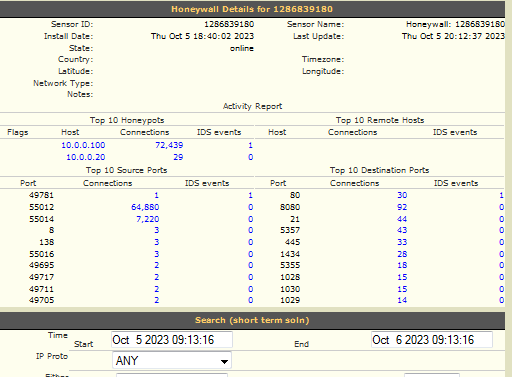 Honeywall Details for 1286839180
Sensor ID: 1286839180 Sensor Name: Honeywall: 1286839180
Install Date: Thu Oct 5 18:40:02 2023 Last Update: Thu Oct 5 20:12:37 2023
State: online
Country: Timezone:
Latitude: Longitude:
Network Type:
Notes:
Activity Report
Top 10 Honeypots Top 10 Remote Hosts
Flags Host Connections IDS events Host Connections IDS events
10.0.0.100 72,439 1
10.0.0.20 29 0
Top 10 Source Ports Top 10 Destination Ports
Port Connections IDS events Port Connections IDS events
49781 1 1 80 30 1
55012 64,880 0 8080 92 0
55014 7,220 0 21 44 0
8 3 0 5357 43 0
138 3 0 445 33 0
55016 3 0 1434 28 0
49695 2 0 5355 18 0
49717 2 0 1028 15 0
49711 2 0 1030 15 0
49705 2 0 1029 14 0
Search (short term soln)
Time Start Oct 5 2023 09:13:16 End Oct 6 2023 09:13:16
IP Proto ANY